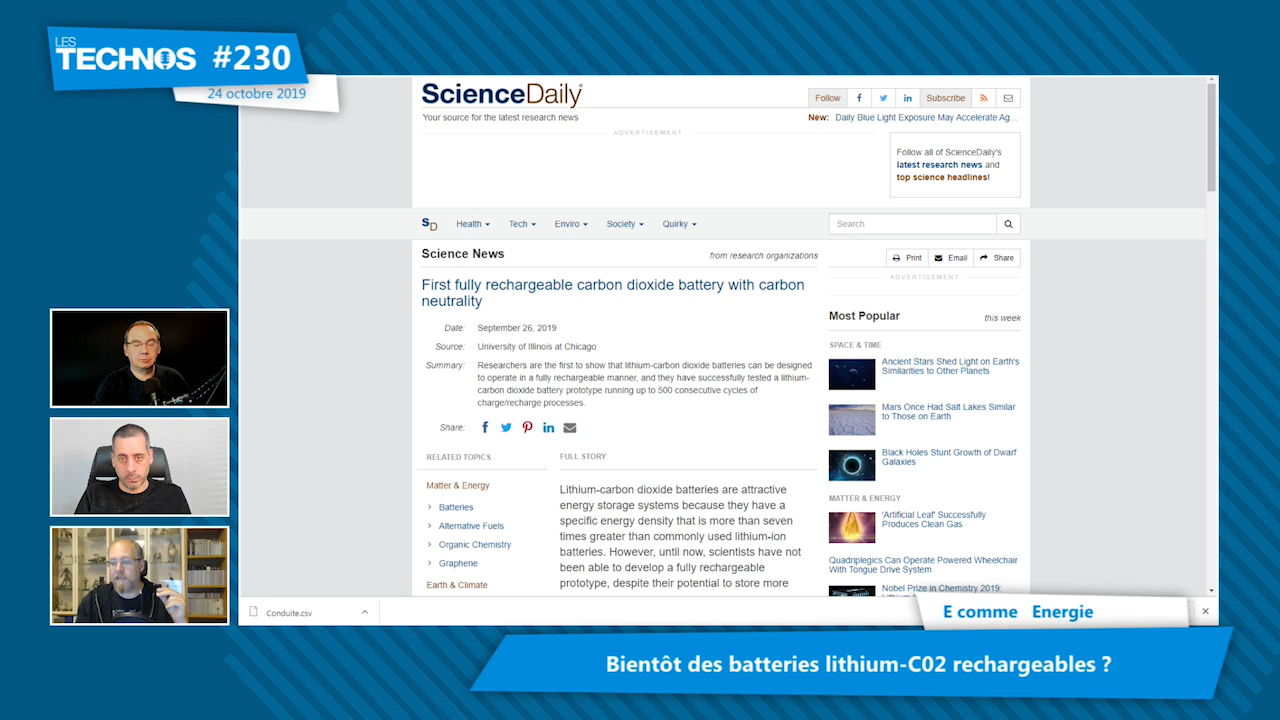 LES
TECHNOS #230
24 octobre 2019
ScienceDaily®
Your source for the latest research news
Follow
Subscribe
New: Daily Blue Light Exposure May Accelerate Ag...
ADVERTISEMENT
Follow all of ScienceDaily's
latest research news and
top science headlines!
SD
Health
Tech
Enviro
Society
Quirky
Search
Science News
from research organizations
Print
Email
Share
ADVERTISEMENT
First fully rechargeable carbon dioxide battery with carbon
neutrality
Date: September 26, 2019
Source: University of Illinois at Chicago
Summary: Researchers are the first to show that lithium-carbon dioxide batteries can be designed
to operate in a fully rechargeable manner, and they have successfully tested a lithium-
carbon dioxide battery prototype running up to 500 consecutive cycles of
charge/recharge processes.
Share:
RELATED TOPICS
Matter & Energy
Batteries
Alternative Fuels
Organic Chemistry
Graphene
Earth & Climate
FULL STORY
Lithium-carbon dioxide batteries are attractive
energy storage systems because they have a
specific energy density that is more than seven
times greater than commonly used lithium-ion
batteries. However, until now, scientists have not
been able to develop a fully rechargeable
prototype, despite their potential to store more
Most Popular
this week
SPACE & TIME
Ancient Stars Shed Light on Earth's
Similarities to Other Planets
Mars Once Had Salt Lakes Similar
to Those on Earth
Black Holes Stunt Growth of Dwarf
Galaxies
MATTER & ENERGY
'Artificial Leaf' Successfully
Produces Clean Gas
Quadriplegics Can Operate Powered Wheelchair
With Tongue Drive System
Nobel Prize in Chemistry 2019:
Conduite.csv
E comme Energie
Bientôt des batteries lithium-C02 rechargeables ?